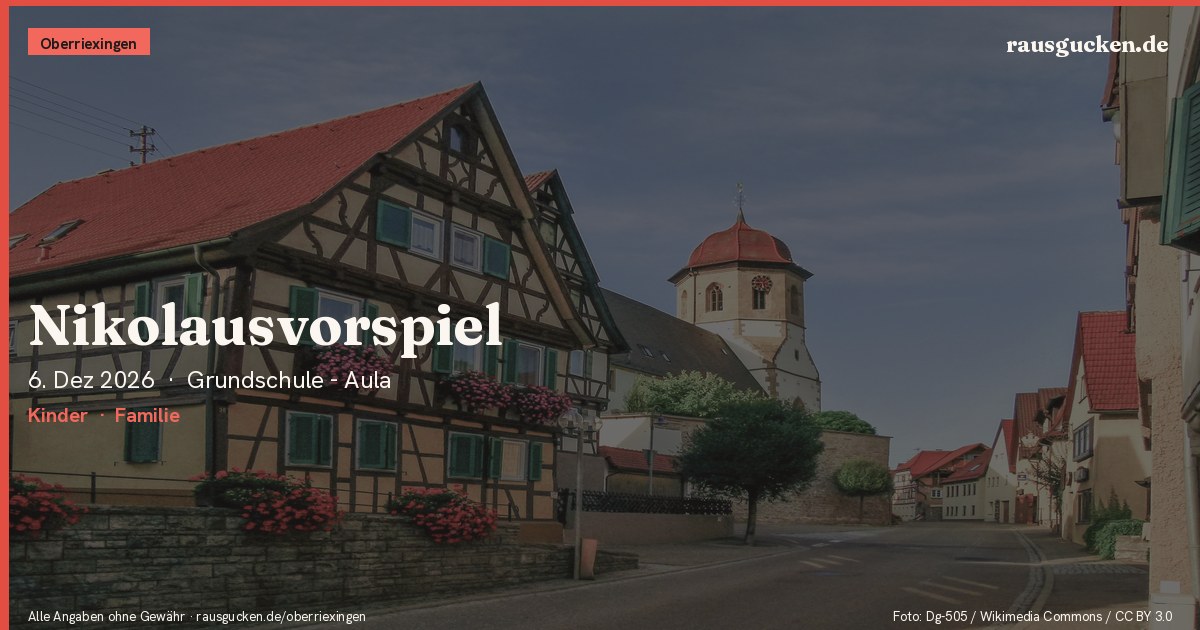 Oberriexingen
rausgucken.de
Nikolausvorspiel
6. Dez 2026 · Grundschule - Aula
Kinder · Familie
Alle Angaben ohne Gewähr · rausgucken.de/oberriexingen
Foto: Dg-505 / Wikimedia Commons / CC BY 3.0